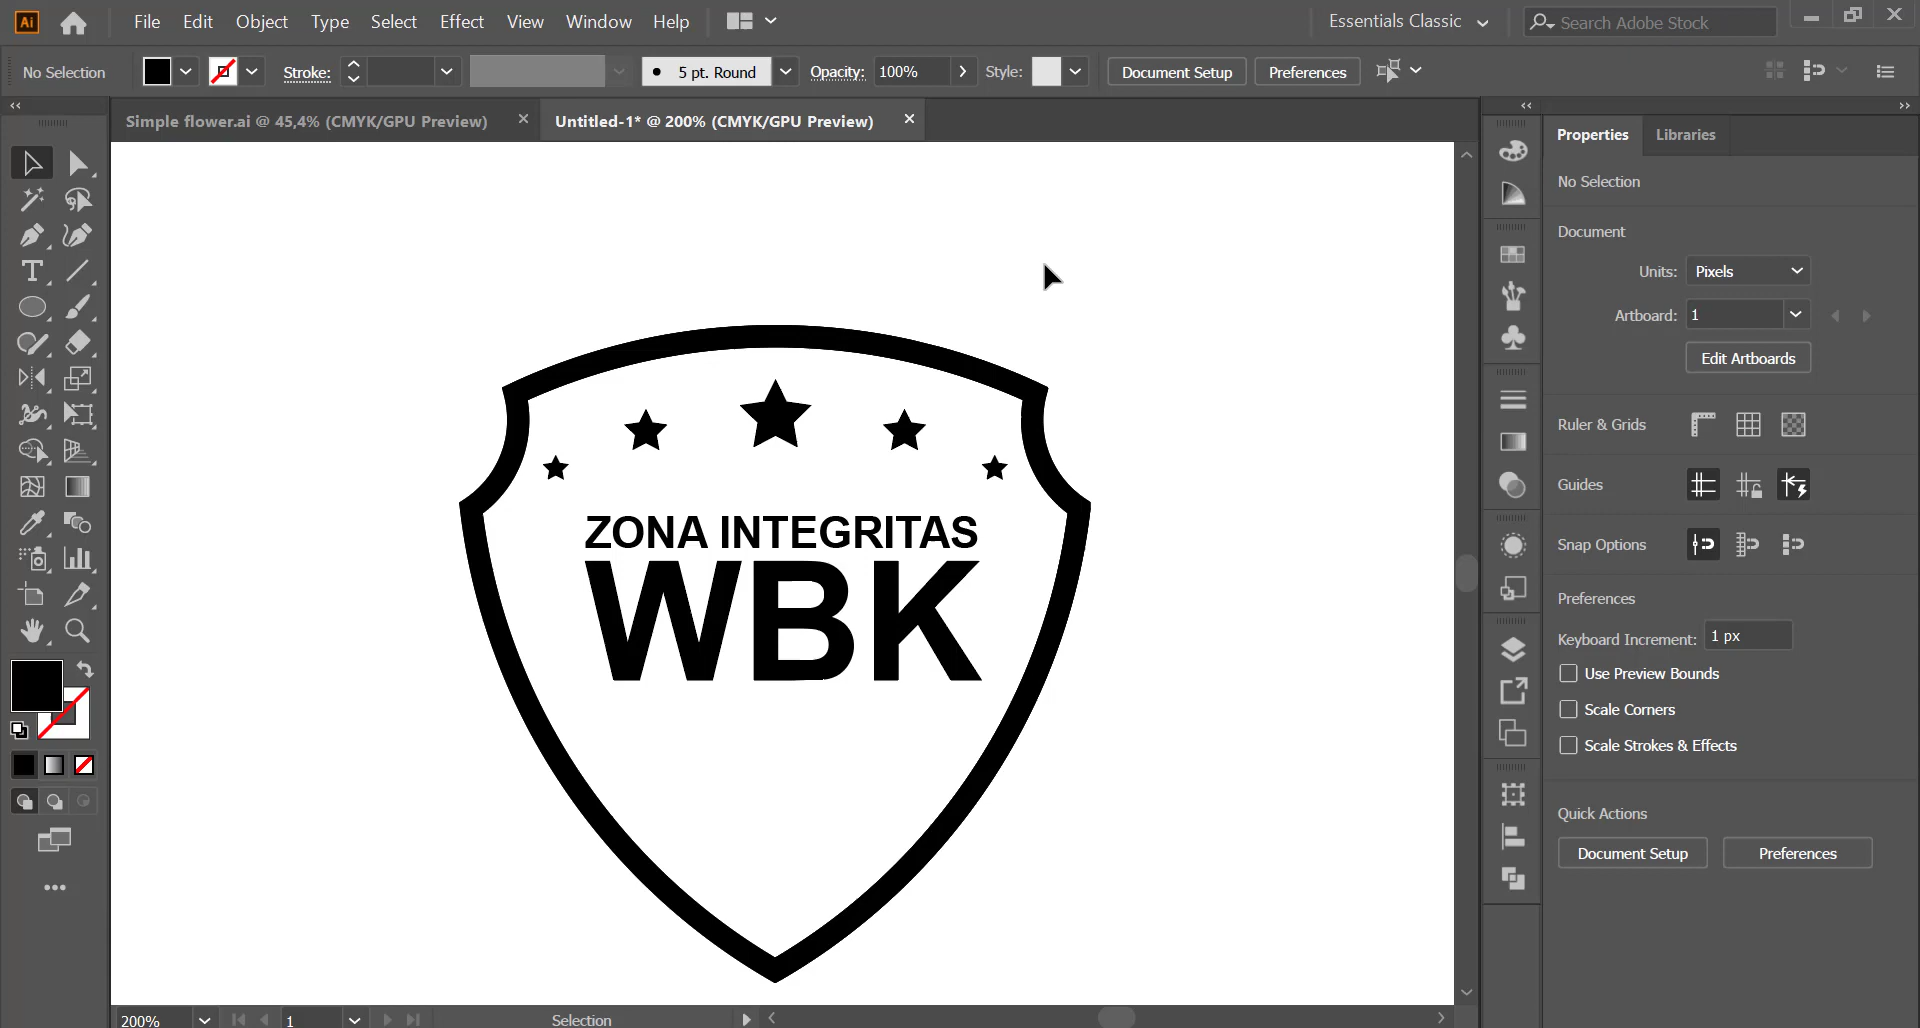 Ai File Edit Object Type Select Effect View Window Help Essentials Classic Search Adobe Stock
No Selection Stroke: 5 pt. Round Opacity: 100% Style: Document Setup Preferences
Simple flower.ai @ 45,4% (CMYK/GPU Preview) Untitled-1* @ 200% (CMYK/GPU Preview)
Properties Libraries
No Selection
Document
Units: Pixels
Artboard: 1
Edit Artboards
Ruler & Grids
Guides
Snap Options
Preferences
Keyboard Increment: 1 px
Use Preview Bounds
Scale Corners
Scale Strokes & Effects
Quick Actions
Document Setup Preferences
ZONA INTEGRITAS
WBK
200% 1 Selection